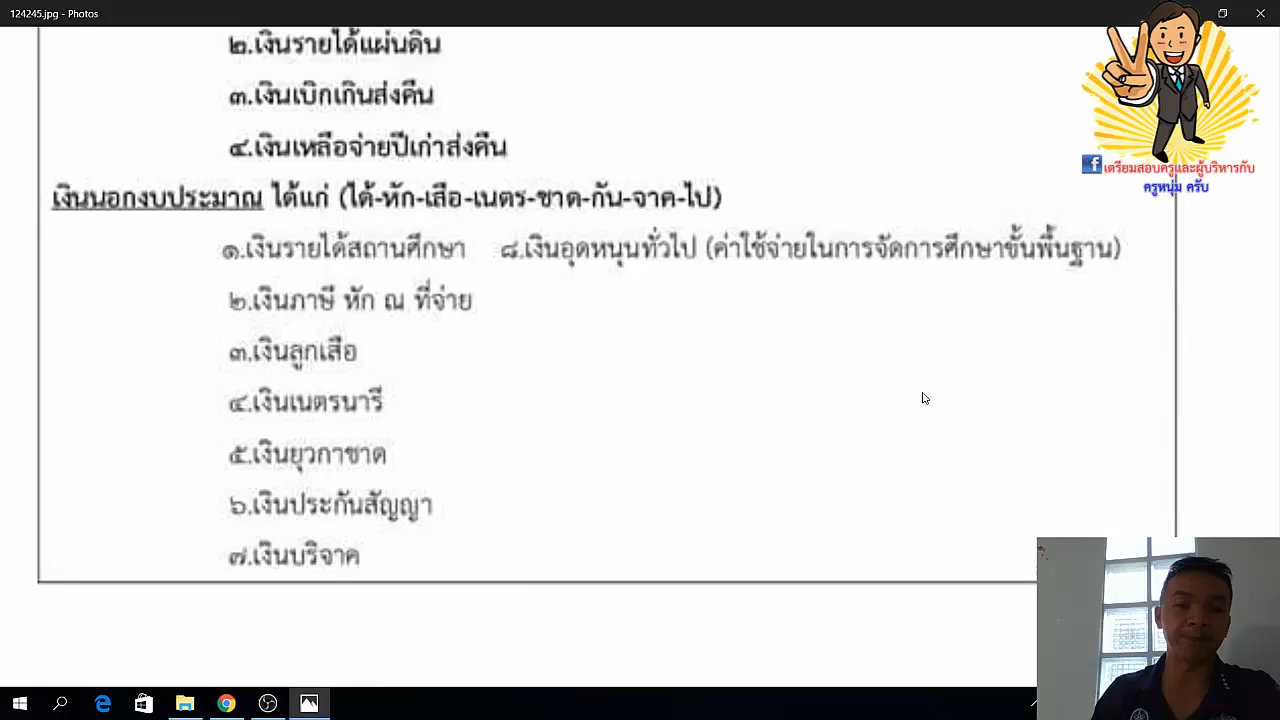 124245.jpg - Photos
๒.เงินรายได้แผ่นดิน
๓.เงินเบิกเกินส่งคืน
๔.เงินเหลือจ่ายปีเก่าส่งคืน
เงินนอกงบประมาณ ได้แก่ (ได้-หัก-เสือ-เนตร-ชาด-กัน-จาค-ไป)
๑.เงินรายได้สถานศึกษา ๘.เงินอุดหนุนทั่วไป (ค่าใช้จ่ายในการจัดการศึกษาขั้นพื้นฐาน)
๒.เงินภาษี หัก ณ ที่จ่าย
๓.เงินลูกเสือ
๔.เงินเนตรนารี
๕.เงินยุวกาชาด
๖.เงินประกันสัญญา
๗.เงินบริจาค
f เตรียมสอบครูและผู้บริหารกับ
ครูหนุ่ม ครับ